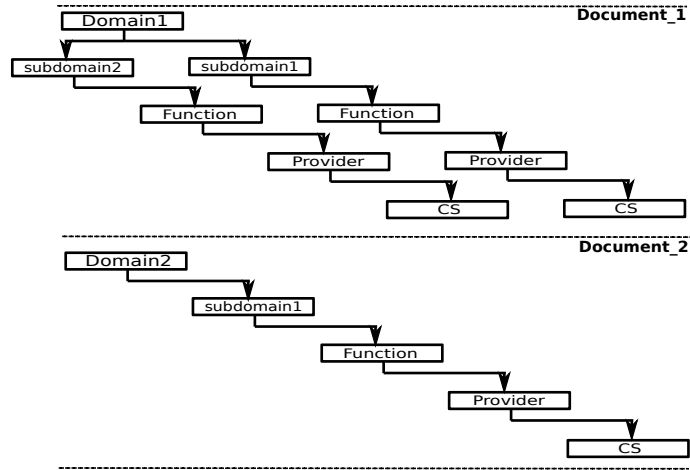 Document_1
Domain1
subdomain2
subdomain1
Function
Function
Provider
Provider
CS
CS
Document_2
Domain2
subdomain1
Function
Provider
CS